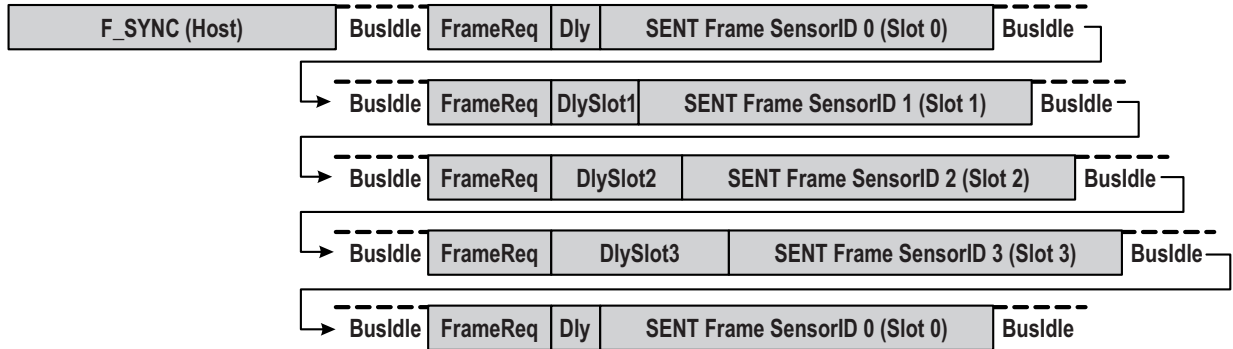 F_SYNC (Host) BusIdle FrameReq Dly SENT Frame SensorID 0 (Slot 0) BusIdle
BusIdle FrameReq DlySlot1 SENT Frame SensorID 1 (Slot 1) BusIdle
BusIdle FrameReq DlySlot2 SENT Frame SensorID 2 (Slot 2) BusIdle
BusIdle FrameReq DlySlot3 SENT Frame SensorID 3 (Slot 3) BusIdle
BusIdle FrameReq Dly SENT Frame SensorID 0 (Slot 0) BusIdle